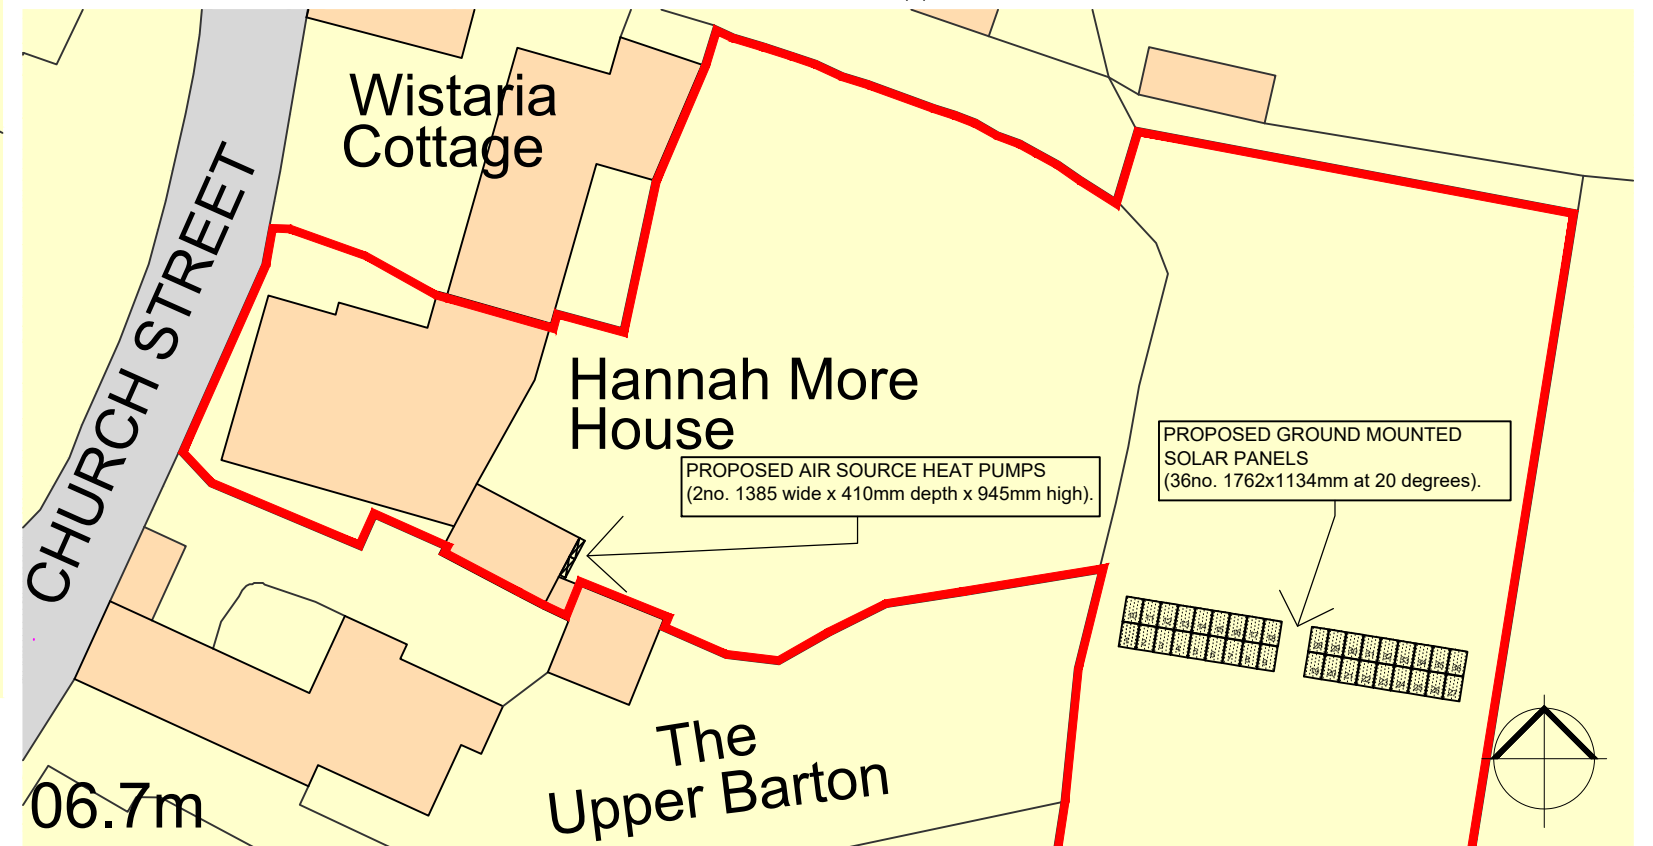 Wistaria
Cottage
CHURCH STREET
Hannah More
House
PROPOSED AIR SOURCE HEAT PUMPS
(2no. 1385 wide x 410mm depth x 945mm high).
PROPOSED GROUND MOUNTED
SOLAR PANELS
(36no. 1762x1134mm at 20 degrees).
The
Upper Barton
06.7m